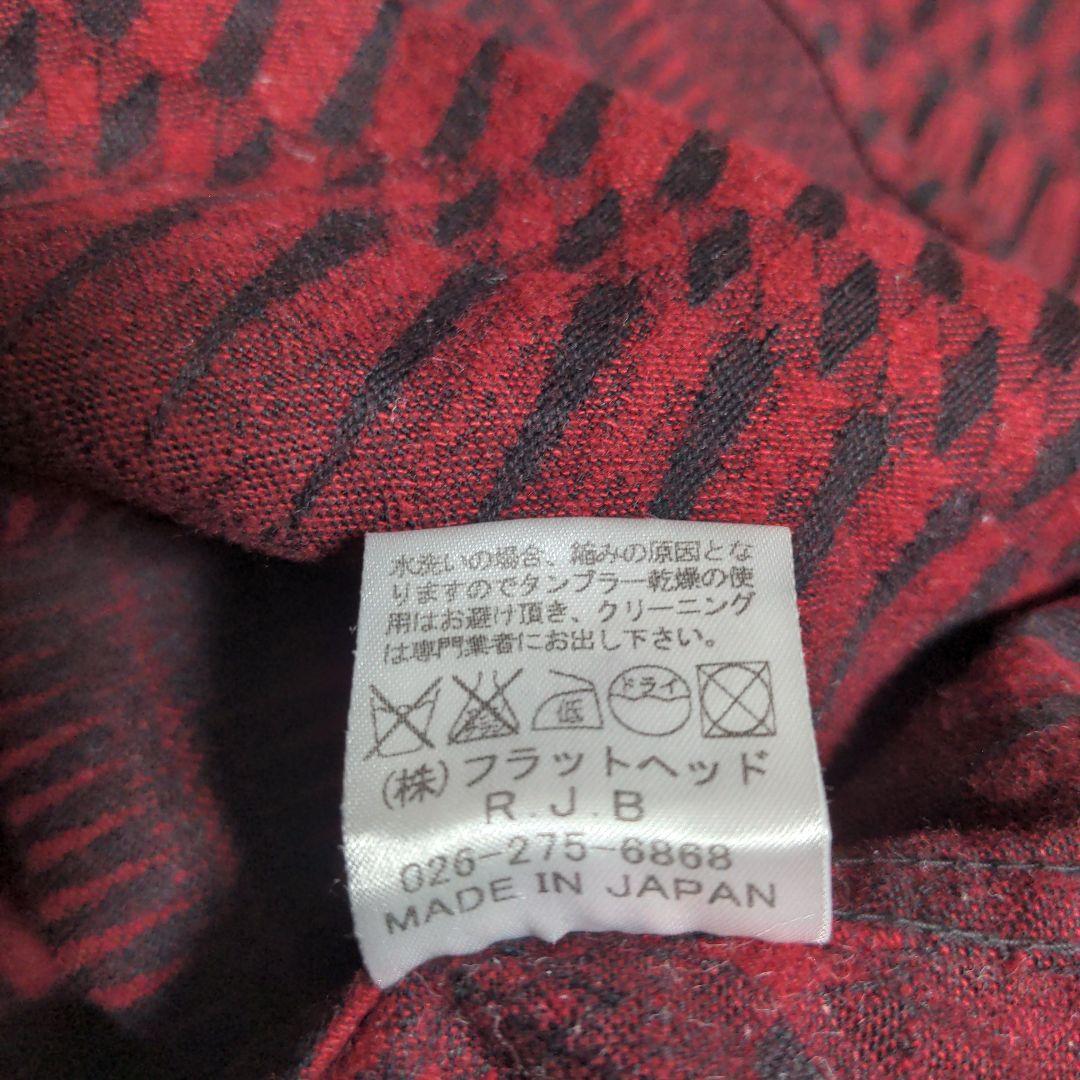 水洗いの場合、縮みの原因とな
りますのでタンブラー乾燥の使
用はお避け頂き、クリーニング
は専門業者にお出し下さい。
低 ドライ
(株)フラットヘッド
R.J.B
026-275-6868
MADE IN JAPAN